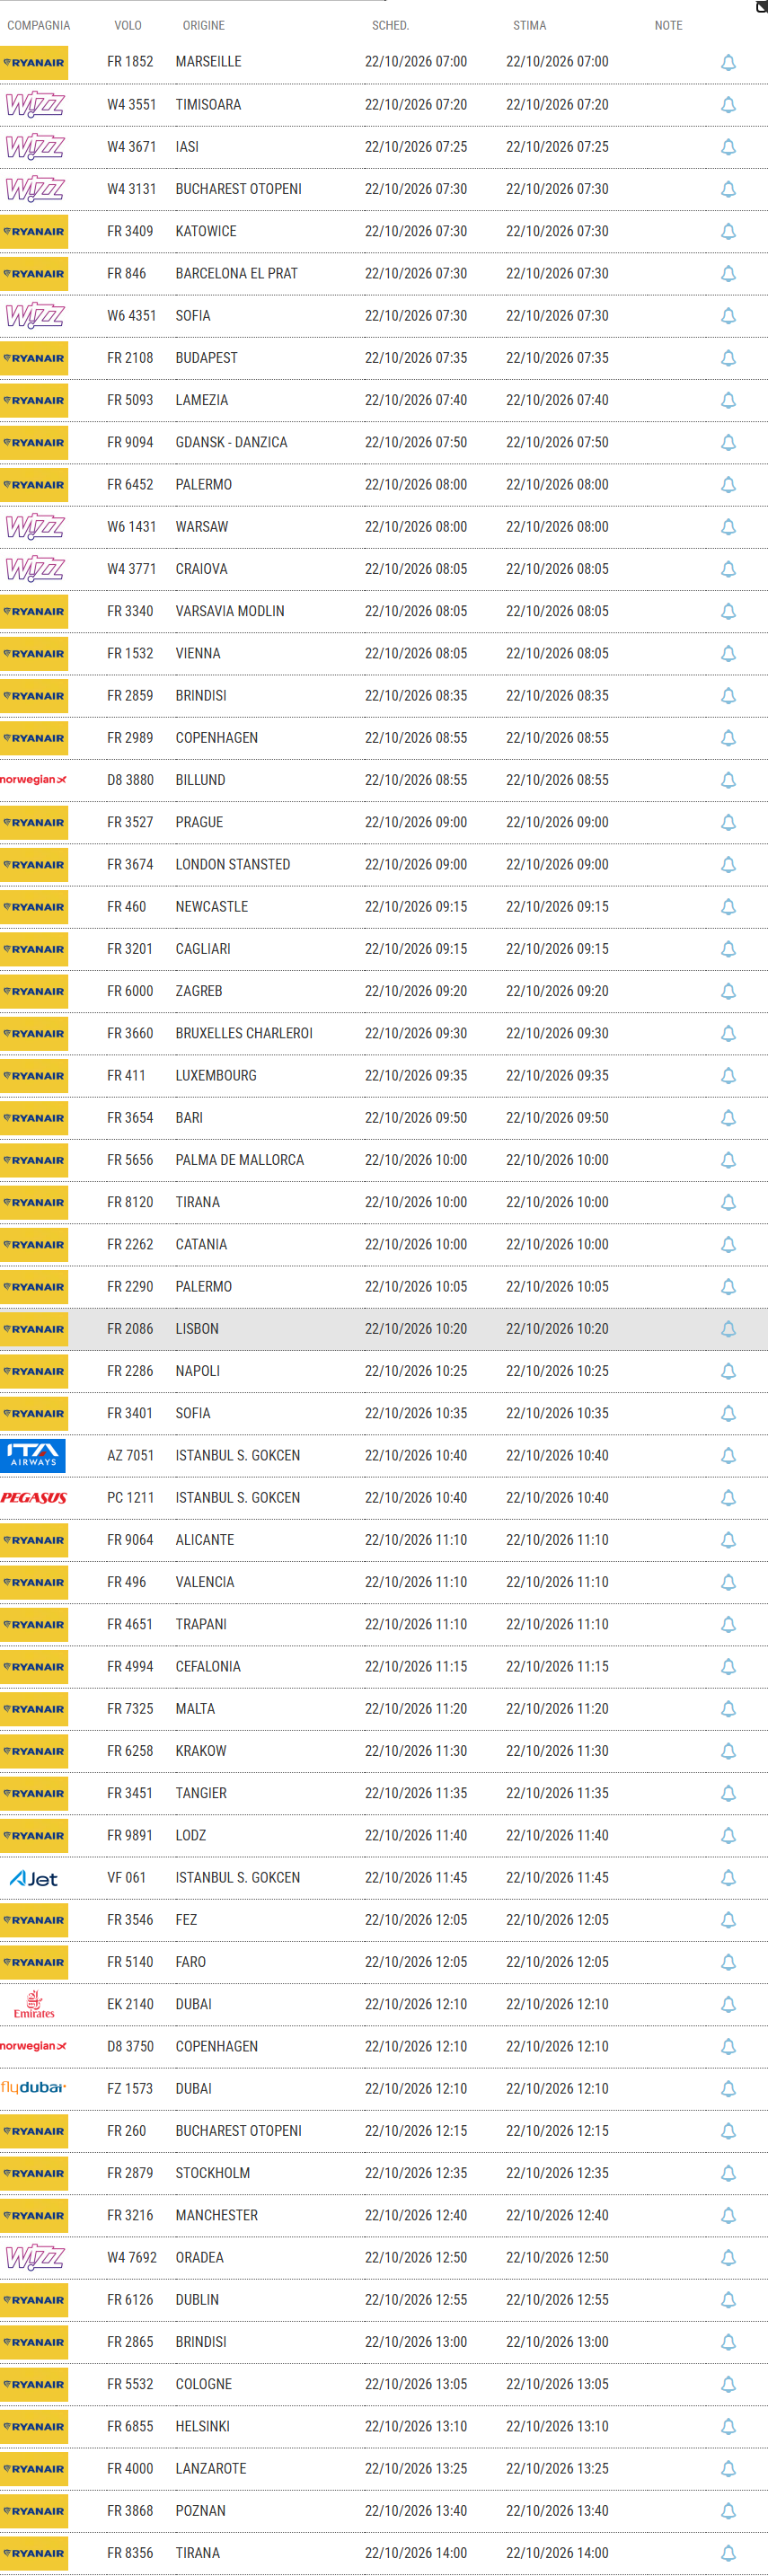 COMPAGNIA VOLO ORIGINE SCHED. STIMA NOTE
RYANAIR FR 1852 MARSEILLE 22/10/2026 07:00 22/10/2026 07:00
Wizz W4 3551 TIMISOARA 22/10/2026 07:20 22/10/2026 07:20
Wizz W4 3671 IASI 22/10/2026 07:25 22/10/2026 07:25
Wizz W4 3131 BUCHAREST OTOPENI 22/10/2026 07:30 22/10/2026 07:30
RYANAIR FR 3409 KATOWICE 22/10/2026 07:30 22/10/2026 07:30
RYANAIR FR 846 BARCELONA EL PRAT 22/10/2026 07:30 22/10/2026 07:30
Wizz W6 4351 SOFIA 22/10/2026 07:30 22/10/2026 07:30
RYANAIR FR 2108 BUDAPEST 22/10/2026 07:35 22/10/2026 07:35
RYANAIR FR 5093 LAMEZIA 22/10/2026 07:40 22/10/2026 07:40
RYANAIR FR 9094 GDANSK - DANZICA 22/10/2026 07:50 22/10/2026 07:50
RYANAIR FR 6452 PALERMO 22/10/2026 08:00 22/10/2026 08:00
Wizz W6 1431 WARSAW 22/10/2026 08:00 22/10/2026 08:00
Wizz W4 3771 CRAIOVA 22/10/2026 08:05 22/10/2026 08:05
RYANAIR FR 3340 VARSAVIA MODLIN 22/10/2026 08:05 22/10/2026 08:05
RYANAIR FR 1532 VIENNA 22/10/2026 08:05 22/10/2026 08:05
RYANAIR FR 2859 BRINDISI 22/10/2026 08:35 22/10/2026 08:35
RYANAIR FR 2989 COPENHAGEN 22/10/2026 08:55 22/10/2026 08:55
norwegian D8 3880 BILLUND 22/10/2026 08:55 22/10/2026 08:55
RYANAIR FR 3527 PRAGUE 22/10/2026 09:00 22/10/2026 09:00
RYANAIR FR 3674 LONDON STANSTED 22/10/2026 09:00 22/10/2026 09:00
RYANAIR FR 460 NEWCASTLE 22/10/2026 09:15 22/10/2026 09:15
RYANAIR FR 3201 CAGLIARI 22/10/2026 09:15 22/10/2026 09:15
RYANAIR FR 6000 ZAGREB 22/10/2026 09:20 22/10/2026 09:20
RYANAIR FR 3660 BRUXELLES CHARLEROI 22/10/2026 09:30 22/10/2026 09:30
RYANAIR FR 411 LUXEMBOURG 22/10/2026 09:35 22/10/2026 09:35
RYANAIR FR 3654 BARI 22/10/2026 09:50 22/10/2026 09:50
RYANAIR FR 5656 PALMA DE MALLORCA 22/10/2026 10:00 22/10/2026 10:00
RYANAIR FR 8120 TIRANA 22/10/2026 10:00 22/10/2026 10:00
RYANAIR FR 2262 CATANIA 22/10/2026 10:00 22/10/2026 10:00
RYANAIR FR 2290 PALERMO 22/10/2026 10:05 22/10/2026 10:05
RYANAIR FR 2086 LISBON 22/10/2026 10:20 22/10/2026 10:20
RYANAIR FR 2286 NAPOLI 22/10/2026 10:25 22/10/2026 10:25
RYANAIR FR 3401 SOFIA 22/10/2026 10:35 22/10/2026 10:35
ITA AIRWAYS AZ 7051 ISTANBUL S. GOKCEN 22/10/2026 10:40 22/10/2026 10:40
PEGASUS PC 1211 ISTANBUL S. GOKCEN 22/10/2026 10:40 22/10/2026 10:40
RYANAIR FR 9064 ALICANTE 22/10/2026 11:10 22/10/2026 11:10
RYANAIR FR 496 VALENCIA 22/10/2026 11:10 22/10/2026 11:10
RYANAIR FR 4651 TRAPANI 22/10/2026 11:10 22/10/2026 11:10
RYANAIR FR 4994 CEFALONIA 22/10/2026 11:15 22/10/2026 11:15
RYANAIR FR 7325 MALTA 22/10/2026 11:20 22/10/2026 11:20
RYANAIR FR 6258 KRAKOW 22/10/2026 11:30 22/10/2026 11:30
RYANAIR FR 3451 TANGIER 22/10/2026 11:35 22/10/2026 11:35
RYANAIR FR 9891 LODZ 22/10/2026 11:40 22/10/2026 11:40
AJet VF 061 ISTANBUL S. GOKCEN 22/10/2026 11:45 22/10/2026 11:45
RYANAIR FR 3546 FEZ 22/10/2026 12:05 22/10/2026 12:05
RYANAIR FR 5140 FARO 22/10/2026 12:05 22/10/2026 12:05
Emirates EK 2140 DUBAI 22/10/2026 12:10 22/10/2026 12:10
norwegian D8 3750 COPENHAGEN 22/10/2026 12:10 22/10/2026 12:10
flydubai FZ 1573 DUBAI 22/10/2026 12:10 22/10/2026 12:10
RYANAIR FR 260 BUCHAREST OTOPENI 22/10/2026 12:15 22/10/2026 12:15
RYANAIR FR 2879 STOCKHOLM 22/10/2026 12:35 22/10/2026 12:35
RYANAIR FR 3216 MANCHESTER 22/10/2026 12:40 22/10/2026 12:40
Wizz W4 7692 ORADEA 22/10/2026 12:50 22/10/2026 12:50
RYANAIR FR 6126 DUBLIN 22/10/2026 12:55 22/10/2026 12:55
RYANAIR FR 2865 BRINDISI 22/10/2026 13:00 22/10/2026 13:00
RYANAIR FR 5532 COLOGNE 22/10/2026 13:05 22/10/2026 13:05
RYANAIR FR 6855 HELSINKI 22/10/2026 13:10 22/10/2026 13:10
RYANAIR FR 4000 LANZAROTE 22/10/2026 13:25 22/10/2026 13:25
RYANAIR FR 3868 POZNAN 22/10/2026 13:40 22/10/2026 13:40
RYANAIR FR 8356 TIRANA 22/10/2026 14:00 22/10/2026 14:00